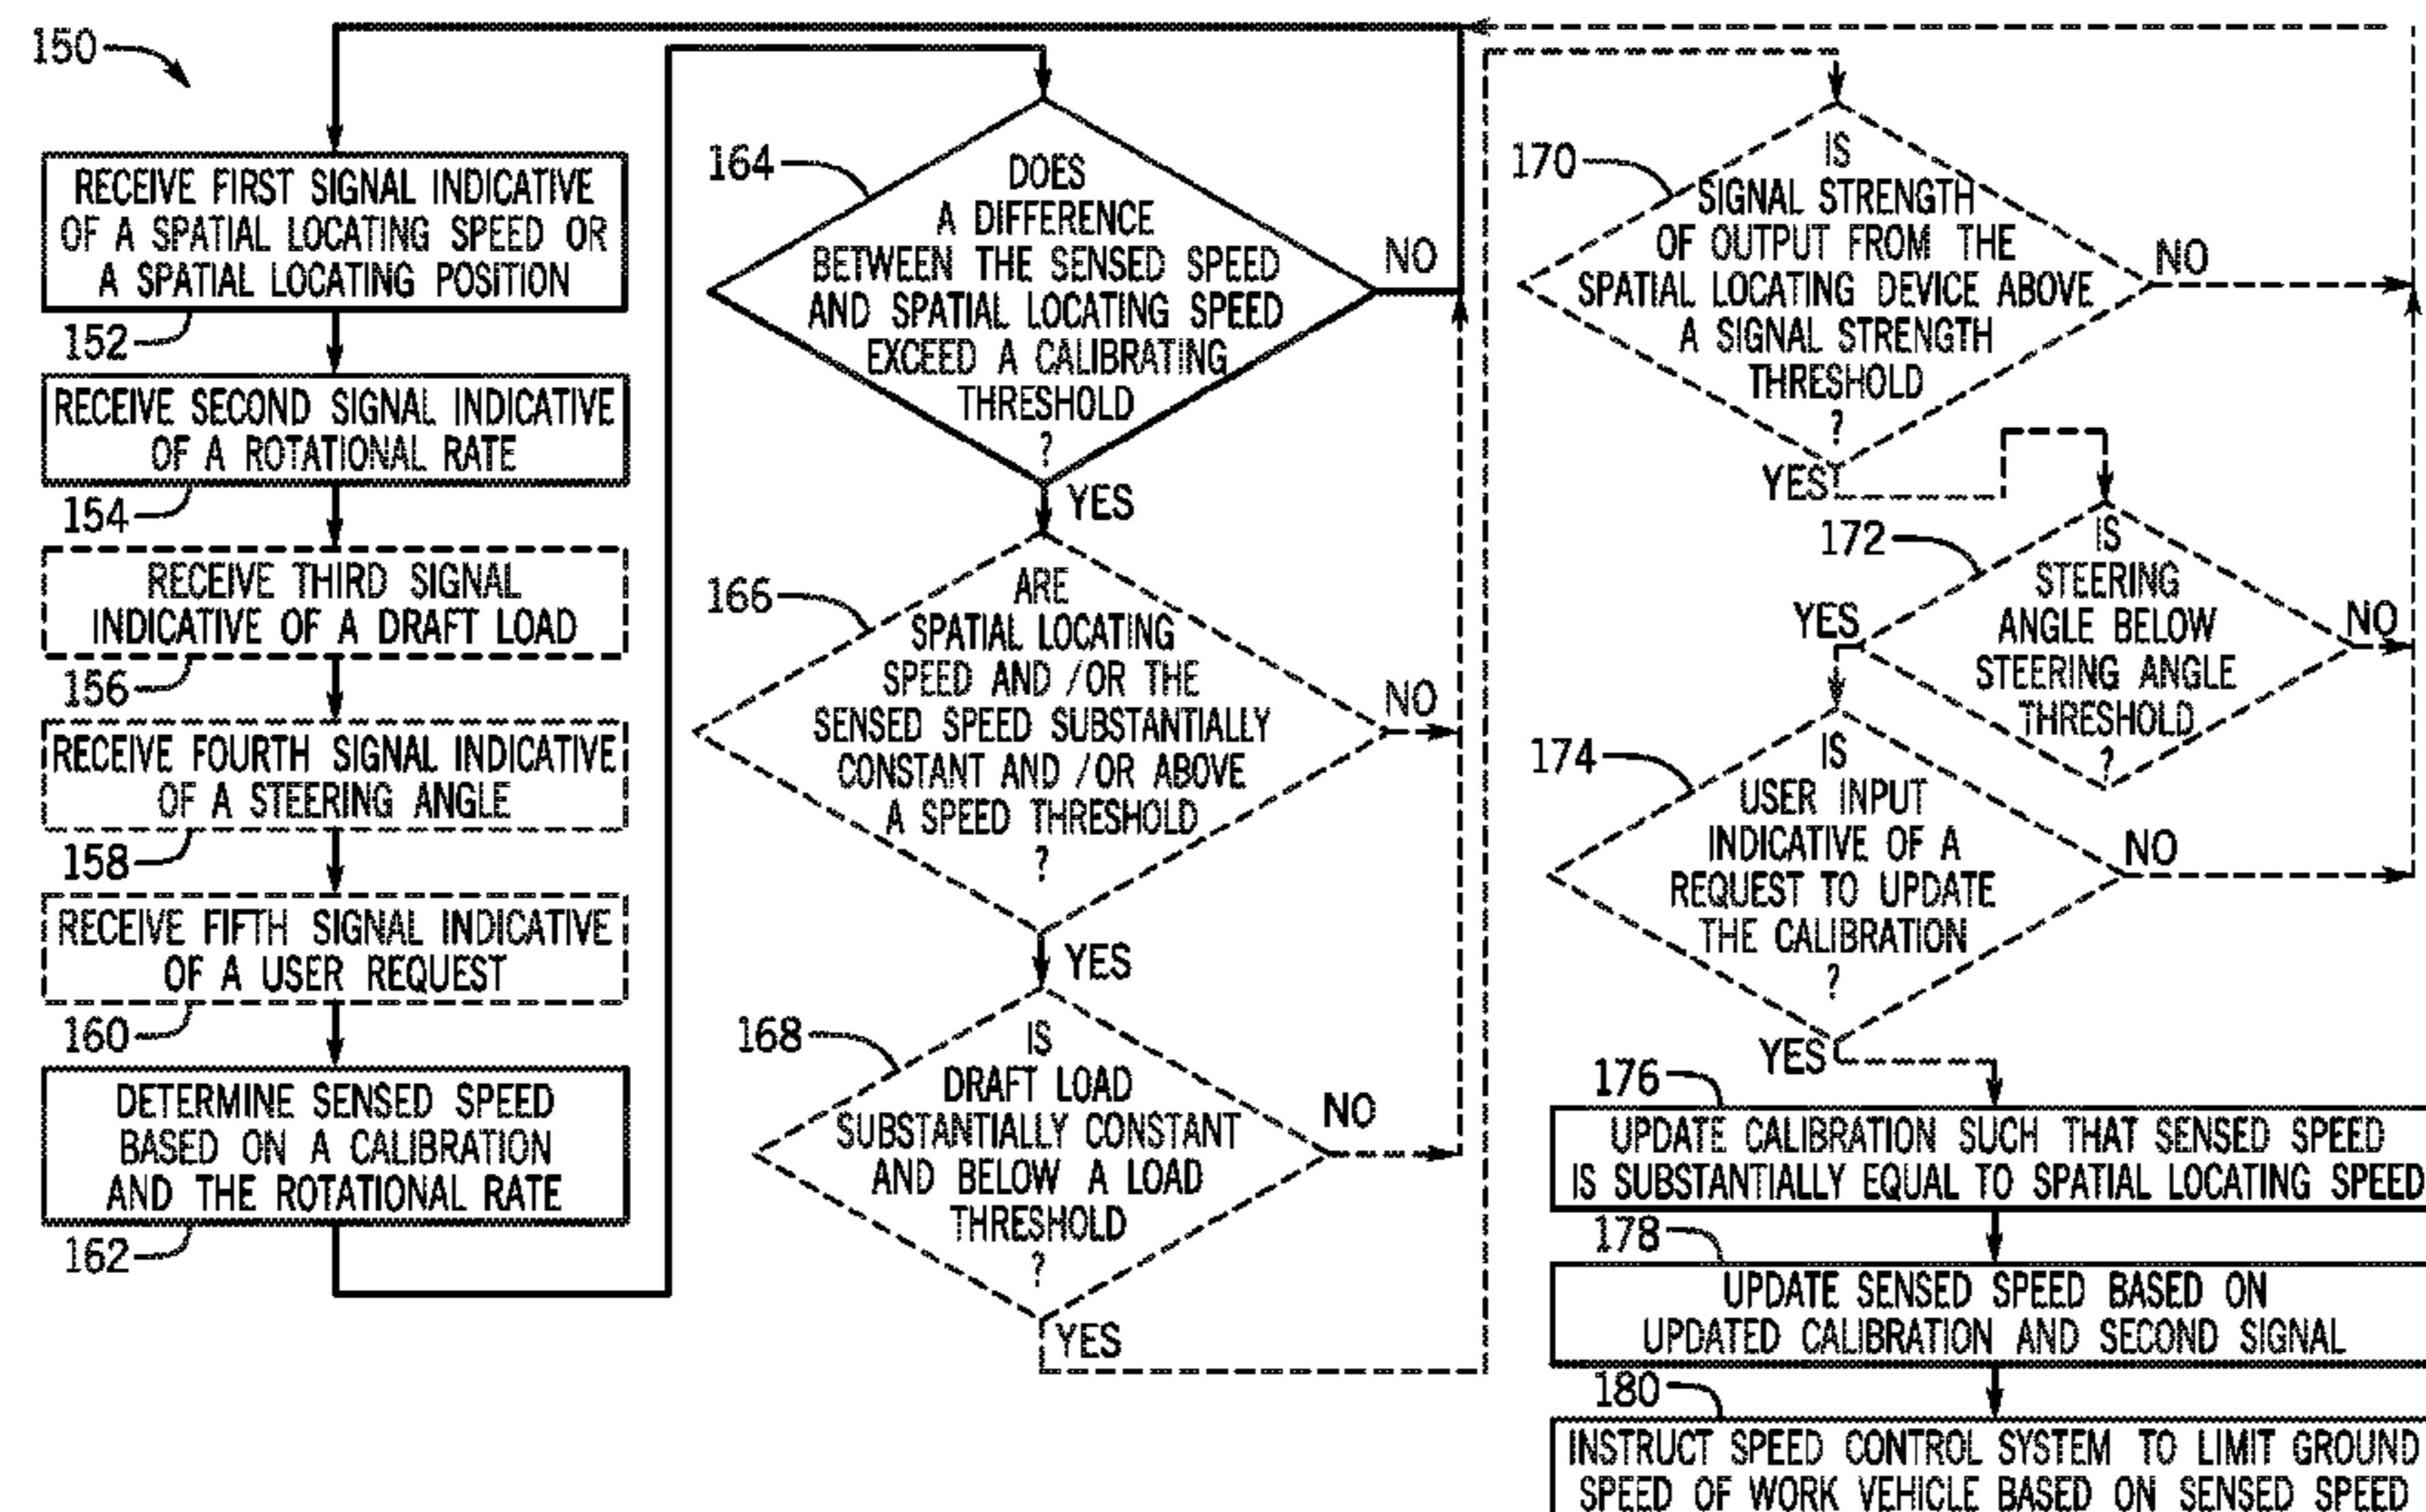 150
RECEIVE FIRST SIGNAL INDICATIVE
OF A SPATIAL LOCATING SPEED OR
A SPATIAL LOCATING POSITION
152
RECEIVE SECOND SIGNAL INDICATIVE
OF A ROTATIONAL RATE
154
RECEIVE THIRD SIGNAL
INDICATIVE OF A DRAFT LOAD
156
RECEIVE FOURTH SIGNAL INDICATIVE
OF A STEERING ANGLE
158
RECEIVE FIFTH SIGNAL INDICATIVE
OF A USER REQUEST
160
DETERMINE SENSED SPEED
BASED ON A CALIBRATION
AND THE ROTATIONAL RATE
162
164
DOES
A DIFFERENCE
BETWEEN THE SENSED SPEED
AND SPATIAL LOCATING SPEED
EXCEED A CALIBRATING
THRESHOLD
?
NO
YES
166
ARE
SPATIAL LOCATING
SPEED AND /OR THE
SENSED SPEED SUBSTANTIALLY
CONSTANT AND /OR ABOVE
A SPEED THRESHOLD
?
NO
YES
168
IS
DRAFT LOAD
SUBSTANTIALLY CONSTANT
AND BELOW A LOAD
THRESHOLD
?
NO
YES
170
IS
SIGNAL STRENGTH
OF OUTPUT FROM THE
SPATIAL LOCATING DEVICE ABOVE
A SIGNAL STRENGTH
THRESHOLD
?
NO
YES
172
IS
STEERING
ANGLE BELOW
STEERING ANGLE
THRESHOLD
?
NO
YES
174
IS
USER INPUT
INDICATIVE OF A
REQUEST TO UPDATE
THE CALIBRATION
?
NO
YES
176
UPDATE CALIBRATION SUCH THAT SENSED SPEED
IS SUBSTANTIALLY EQUAL TO SPATIAL LOCATING SPEED
178
UPDATE SENSED SPEED BASED ON
UPDATED CALIBRATION AND SECOND SIGNAL
180
INSTRUCT SPEED CONTROL SYSTEM TO LIMIT GROUND
SPEED OF WORK VEHICLE BASED ON SENSED SPEED